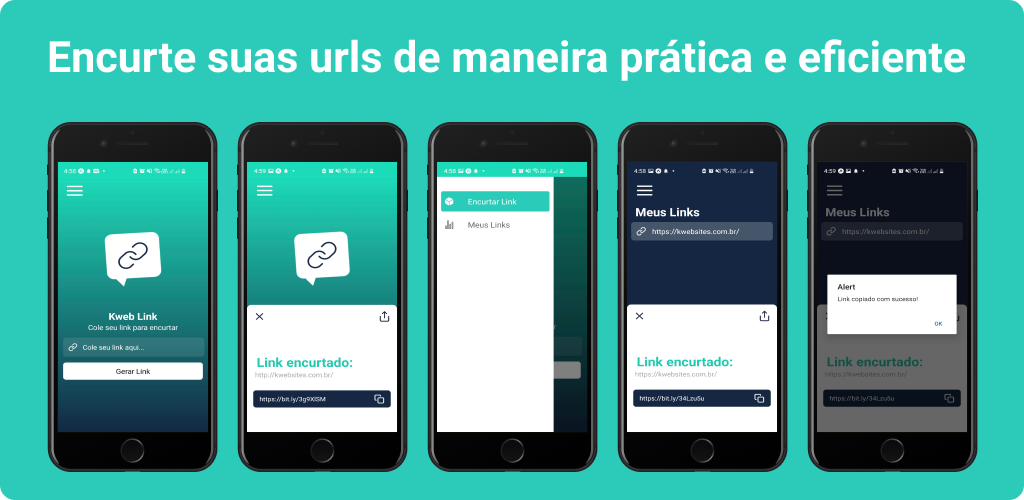 Encurte suas urls de maneira prática e eficiente
4:58
Kweb Link
Cole seu link para encurtar
Cole seu link aqui...
Gerar Link
4:59
Link encurtado:
http://kwebsites.com.br/
https://bit.ly/3g9XISM
4:58
Encurtar Link
Meus Links
4:58
Meus Links
https://kwebsites.com.br/
Link encurtado:
https://kwebsites.com.br/
https://bit.ly/34Lzu5u
4:59
Meus Links
https://kwebsites.com.br/
Alert
Link copiado com sucesso!
OK
Link encurtado:
https://kwebsites.com.br/
https://bit.ly/34Lzu5u